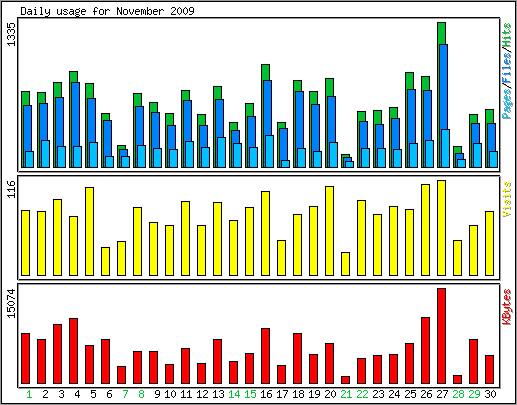 Daily usage for November 2009
1335
Pages/Files/Hits
116
Visits
15074
KBytes
1 2 3 4 5 6 7 8 9 10 11 12 13 14 15 16 17 18 19 20 21 22 23 24 25 26 27 28 29 30